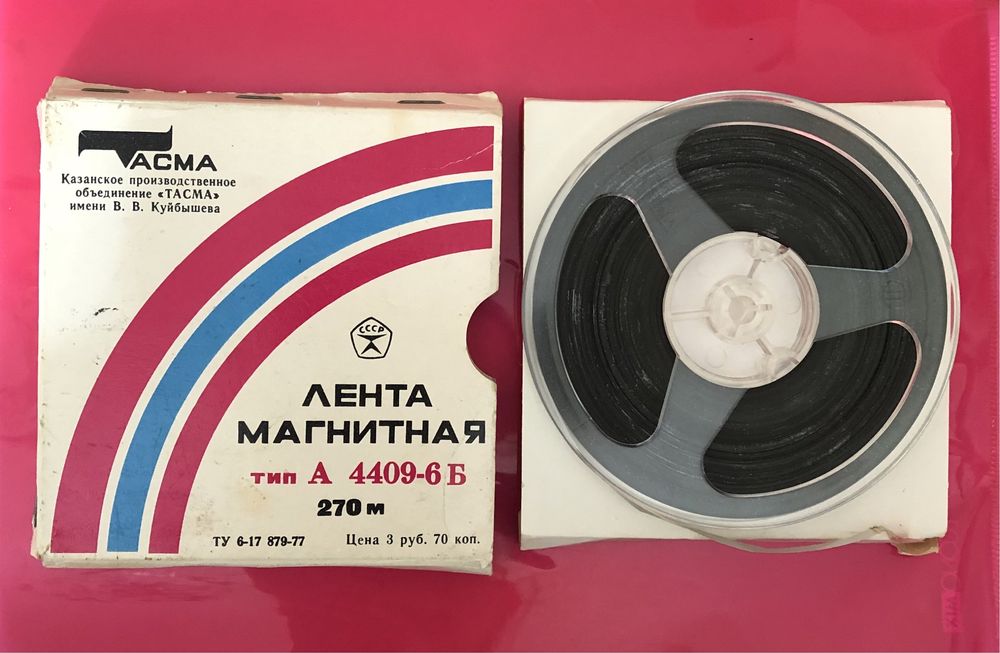 ТАСМА
Казанское производственное
объединение «ТАСМА»
имени В. В. Куйбышева
СССР
ЛЕНТА
МАГНИТНАЯ
тип А 4409-6 Б
270 м
ТУ 6-17 879-77 Цена 3 руб. 70 коп.